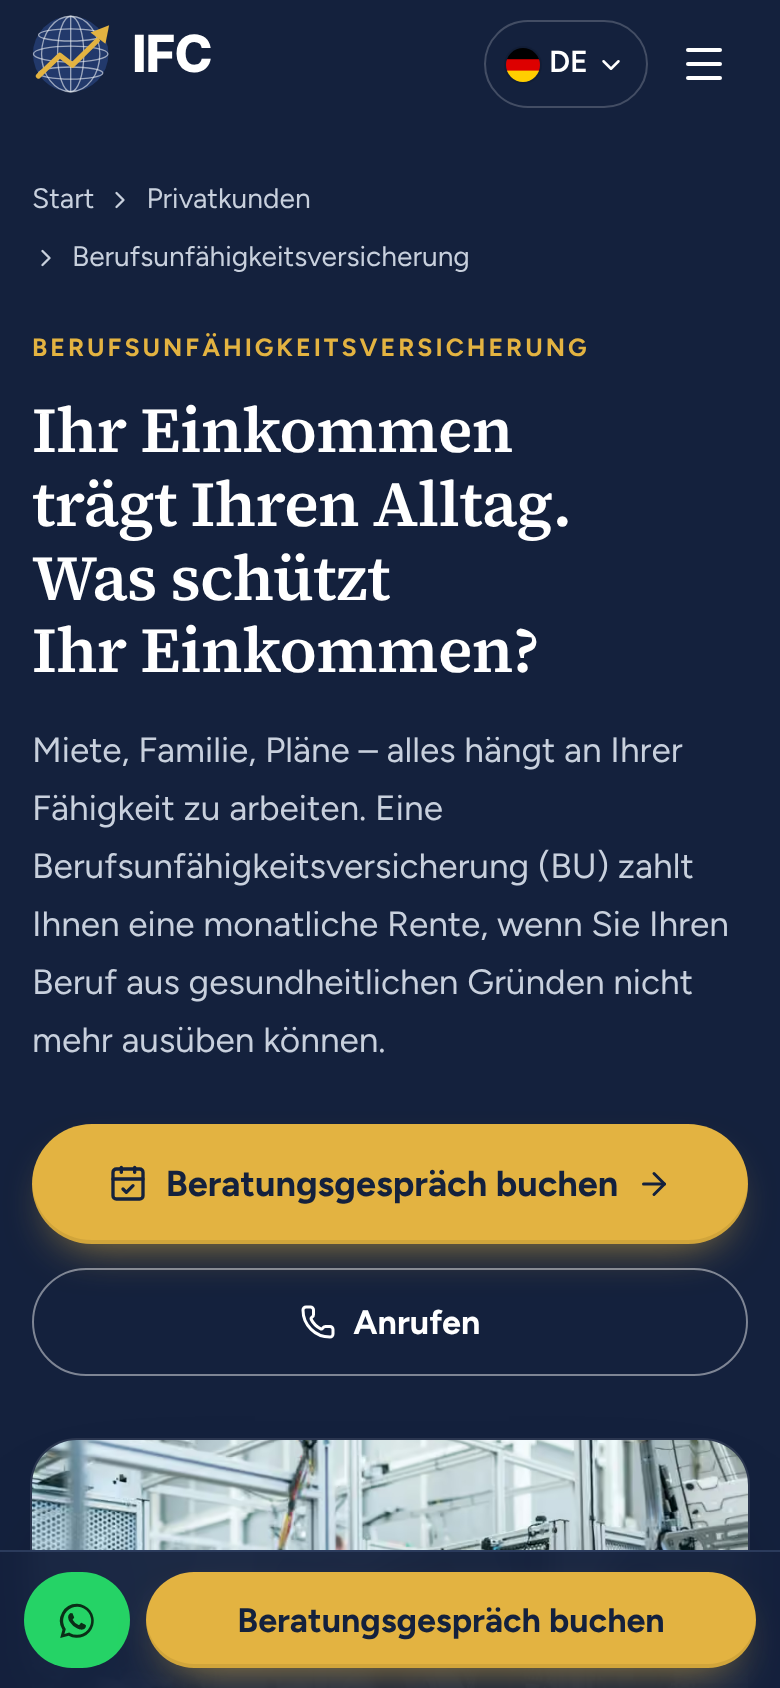 IFC
DE
Start > Privatkunden
> Berufsunfähigkeitsversicherung
BERUFSUNFÄHIGKEITSVERSICHERUNG
Ihr Einkommen
trägt Ihren Alltag.
Was schützt
Ihr Einkommen?
Miete, Familie, Pläne – alles hängt an Ihrer
Fähigkeit zu arbeiten. Eine
Berufsunfähigkeitsversicherung (BU) zahlt
Ihnen eine monatliche Rente, wenn Sie Ihren
Beruf aus gesundheitlichen Gründen nicht
mehr ausüben können.
Beratungsgespräch buchen →
Anrufen
Beratungsgespräch buchen